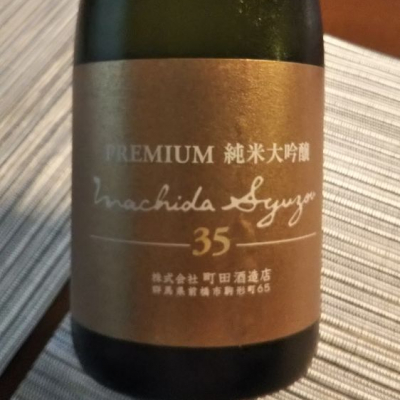 PREMIUM 純米大吟醸
Machida Syuzou
35
株式会社 町田酒造店
群馬県前橋市駒形町65